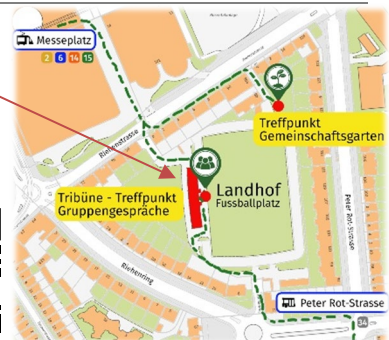 Messeplatz
2 6 14 15
Riehenstrasse
Treffpunkt
Gemeinschaftsgarten
Landhof
Fussballplatz
Tribüne - Treffpunkt
Gruppengespräche
Peter Rot-Strasse
Riehenring
Peter Rot-Strasse
34